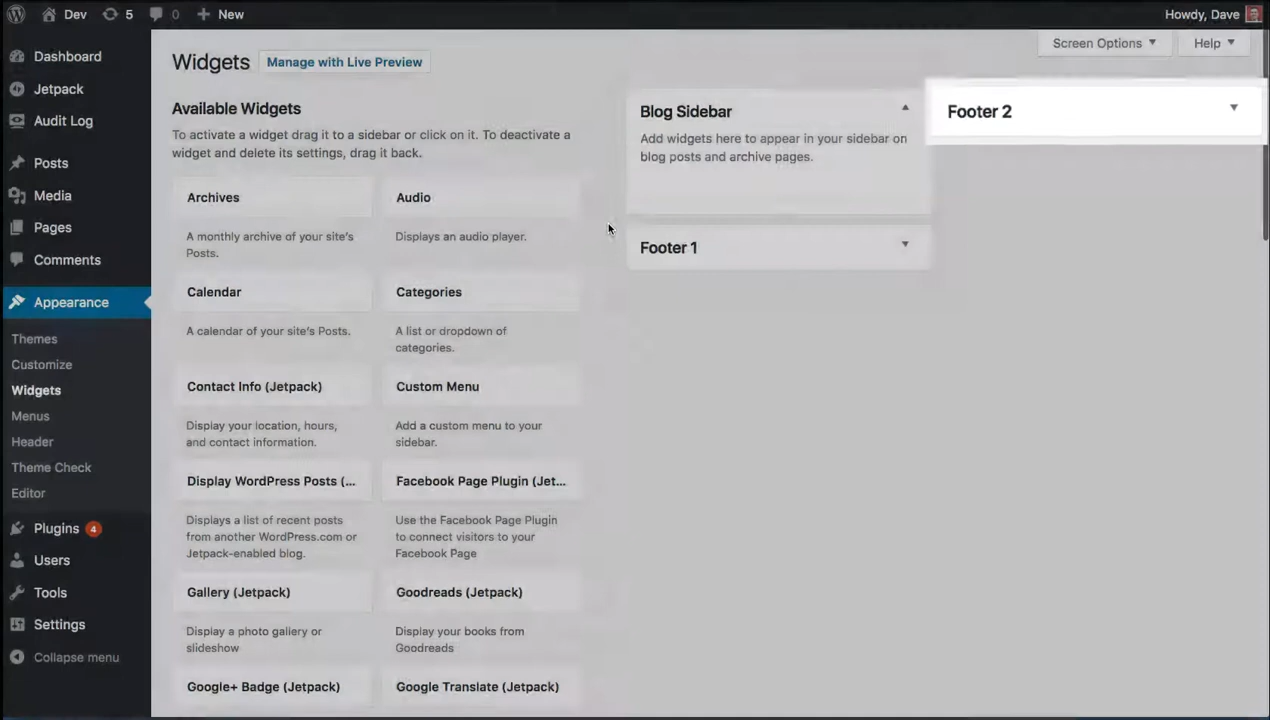 Dev 5 0 New Howdy, Dave
Dashboard
Jetpack
Audit Log
Posts
Media
Pages
Comments
Appearance
Themes
Customize
Widgets
Menus
Header
Theme Check
Editor
Plugins 4
Users
Tools
Settings
Collapse menu
Screen Options Help
Widgets Manage with Live Preview
Available Widgets
To activate a widget drag it to a sidebar or click on it. To deactivate a
widget and delete its settings, drag it back.
Archives
A monthly archive of your site's
Posts.
Audio
Displays an audio player.
Calendar
A calendar of your site's Posts.
Categories
A list or dropdown of
categories.
Contact Info (Jetpack)
Display your location, hours,
and contact information.
Custom Menu
Add a custom menu to your
sidebar.
Display WordPress Posts (...
Displays a list of recent posts
from another WordPress.com or
Jetpack-enabled blog.
Facebook Page Plugin (Jet...
Use the Facebook Page Plugin
to connect visitors to your
Facebook Page
Gallery (Jetpack)
Display a photo gallery or
slideshow
Goodreads (Jetpack)
Display your books from
Goodreads
Google+ Badge (Jetpack)
Google Translate (Jetpack)
Blog Sidebar
Add widgets here to appear in your sidebar on
blog posts and archive pages.
Footer 1
Footer 2